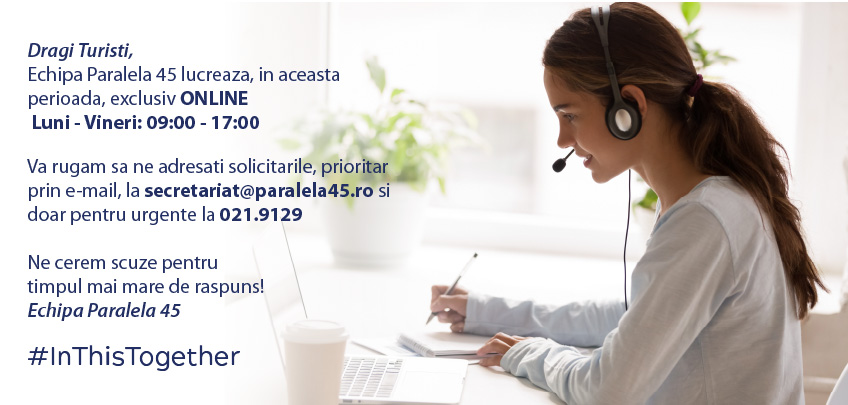 Dragi Turisti,
Echipa Paralela 45 lucreaza, in aceasta
perioada, exclusiv ONLINE
Luni - Vineri: 09:00 - 17:00
Va rugam sa ne adresati solicitarile, prioritar
prin e-mail, la secretariat@paralela45.ro si
doar pentru urgente la 021.9129
Ne cerem scuze pentru
timpul mai mare de raspuns!
Echipa Paralela 45
#InThisTogether